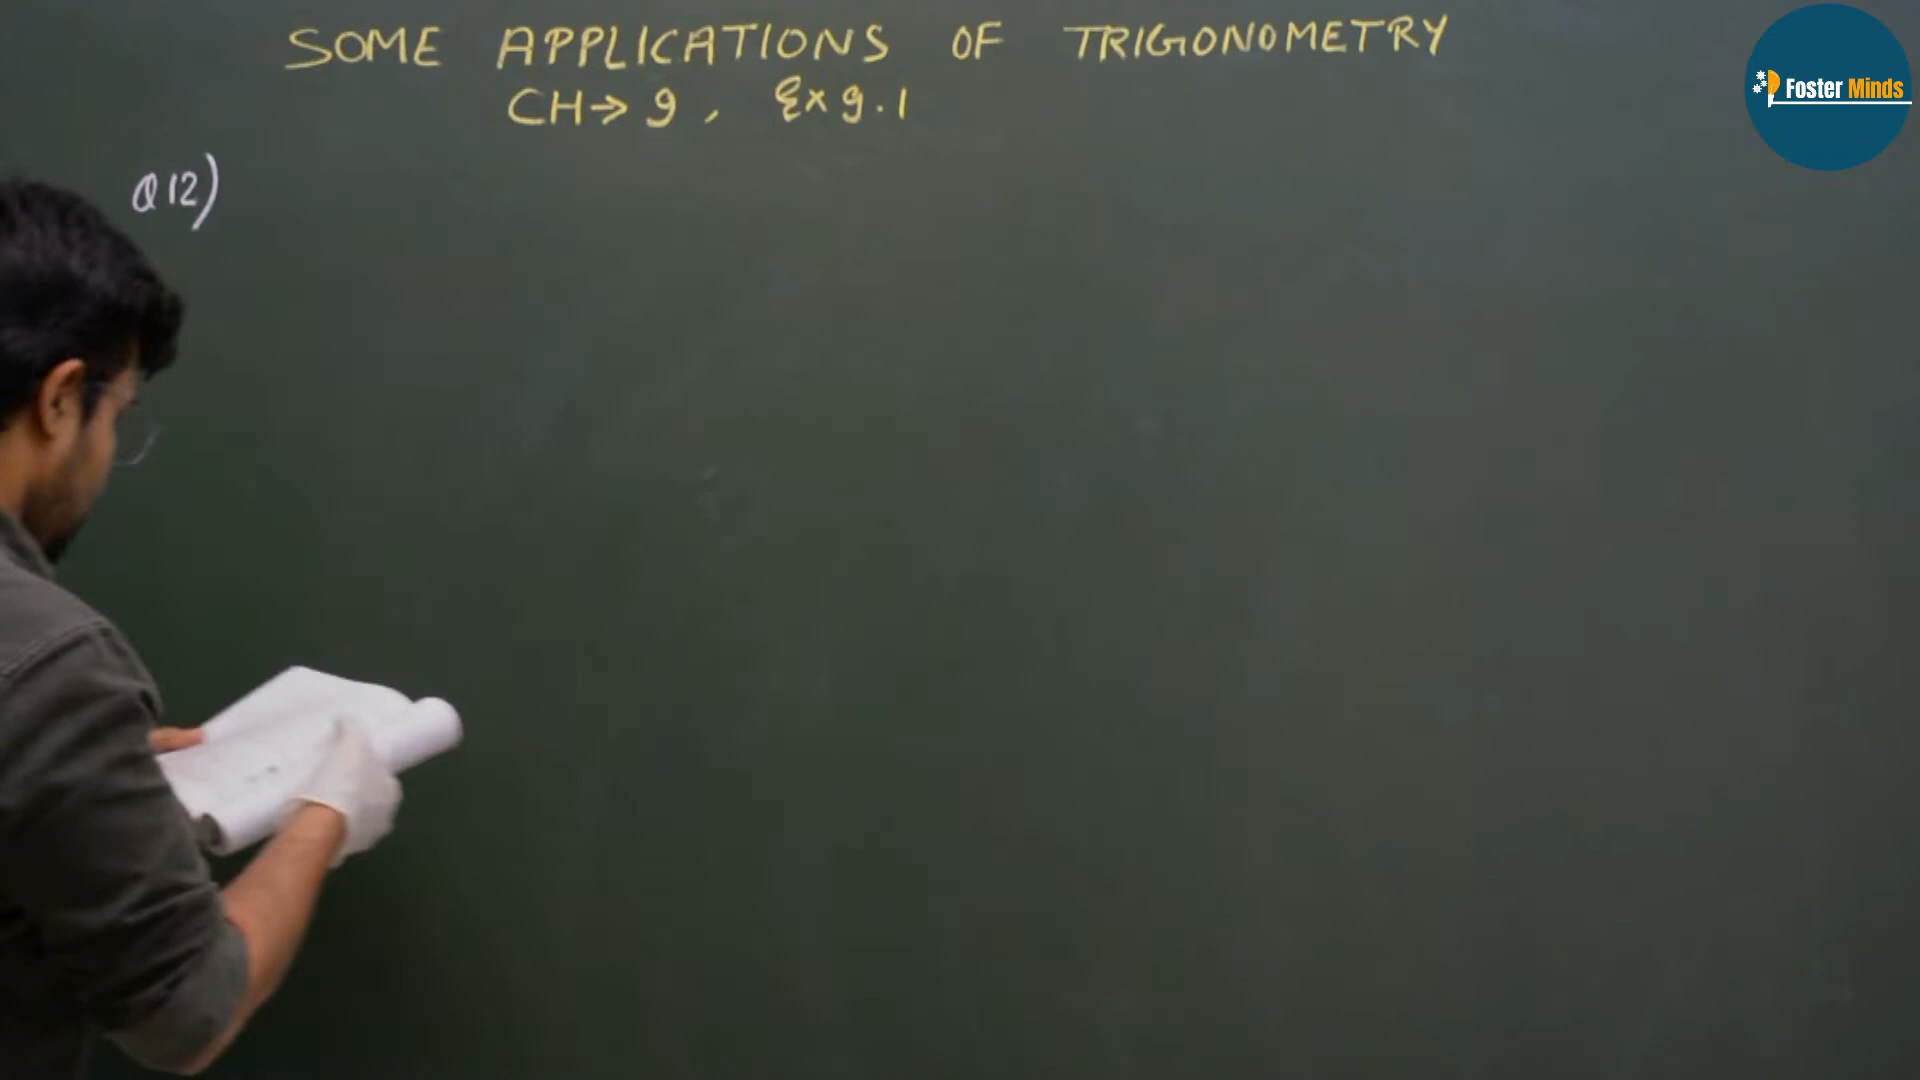 SOME APPLICATIONS OF TRIGONOMETRY
CH→9, Ex 9.1
Foster Minds
Q12)